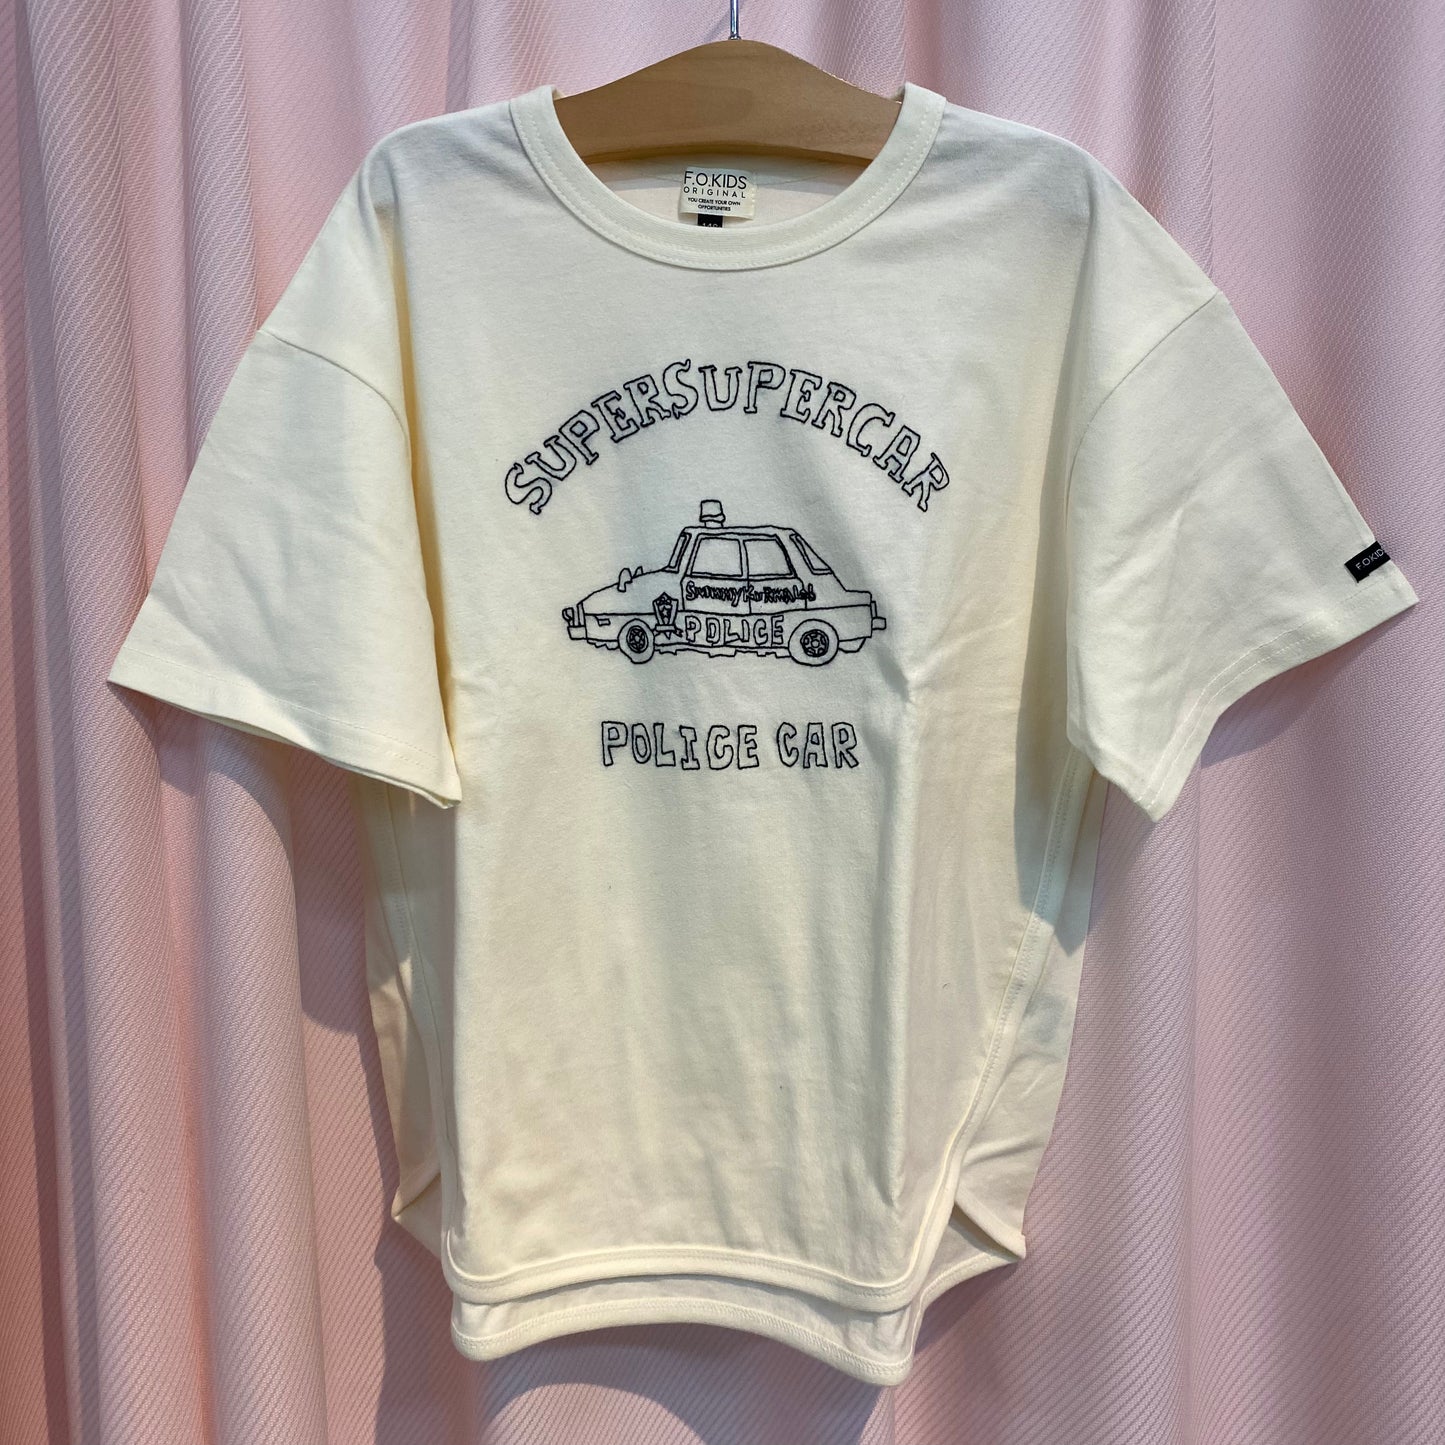 F.O.KIDS
ORIGINAL
YOU CREATE YOUR OWN
OPPORTUNITIES
SUPERSUPERCAR
POLICE
POLICE CAR
F.O.KIDS